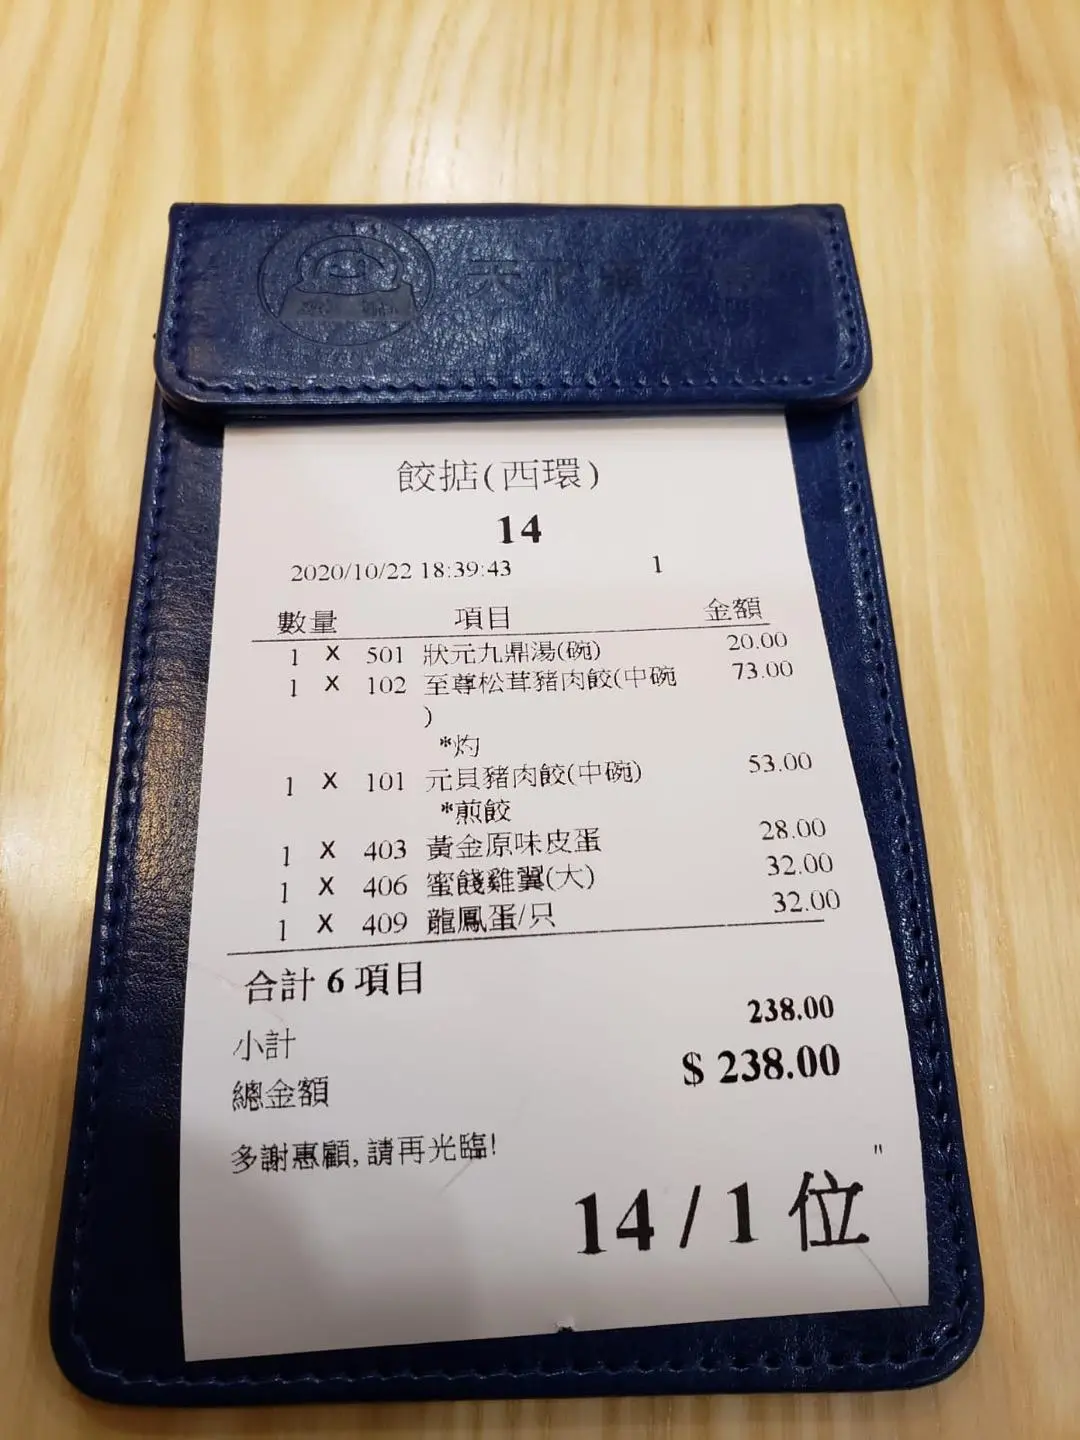 天下第一
餃掂(西環)
14
2020/10/22 18:39:43 1
數量 項目 金額
1 X 501 狀元九鼎湯(碗) 20.00
1 X 102 至尊松茸豬肉餃(中碗 73.00
)
*灼
1 X 101 元貝豬肉餃(中碗) 53.00
*煎餃
1 X 403 黃金原味皮蛋 28.00
1 X 406 蜜餞雞翼(大) 32.00
1 X 409 龍鳳蛋/只 32.00
合計 6 項目
小計 238.00
總金額 $ 238.00
多謝惠顧, 請再光臨!
"
14 / 1 位